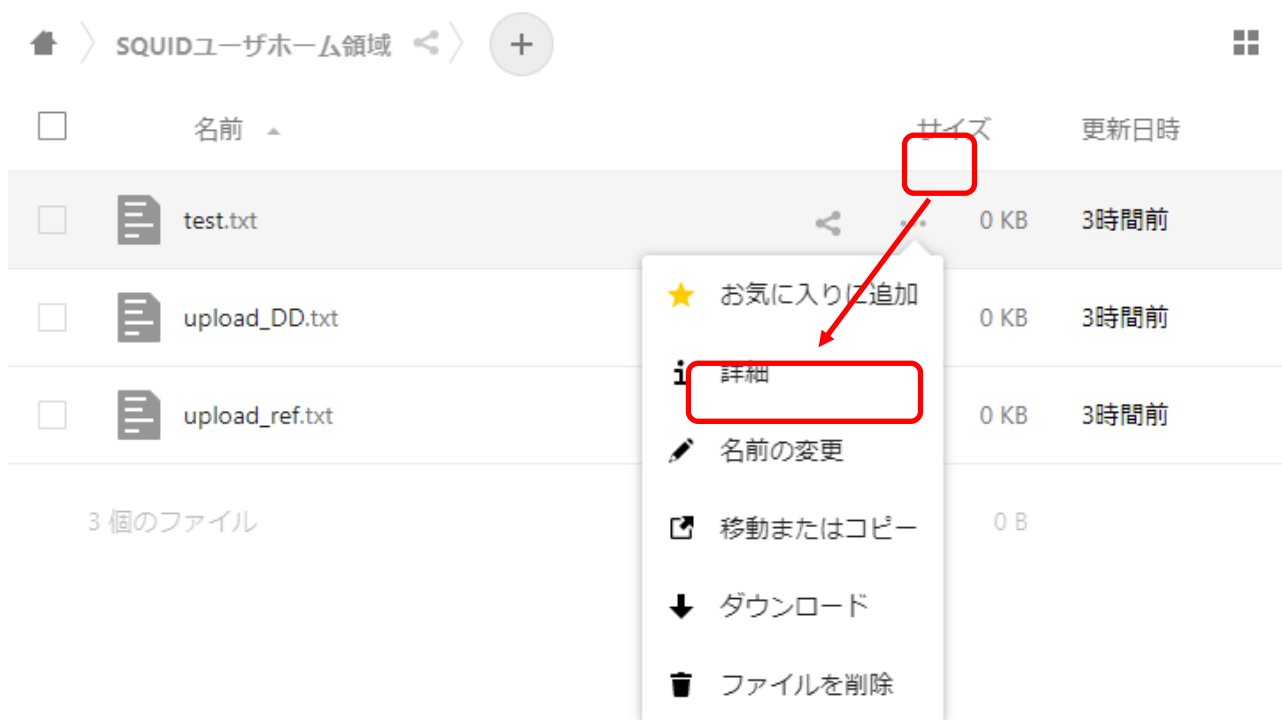 SQUIDユーザホーム領域
名前 サイズ 更新日時
test.txt 0 KB 3時間前
お気に入りに追加
upload_DD.txt 0 KB 3時間前
詳細
upload_ref.txt 0 KB 3時間前
名前の変更
3 個のファイル 0 B
移動またはコピー
ダウンロード
ファイルを削除